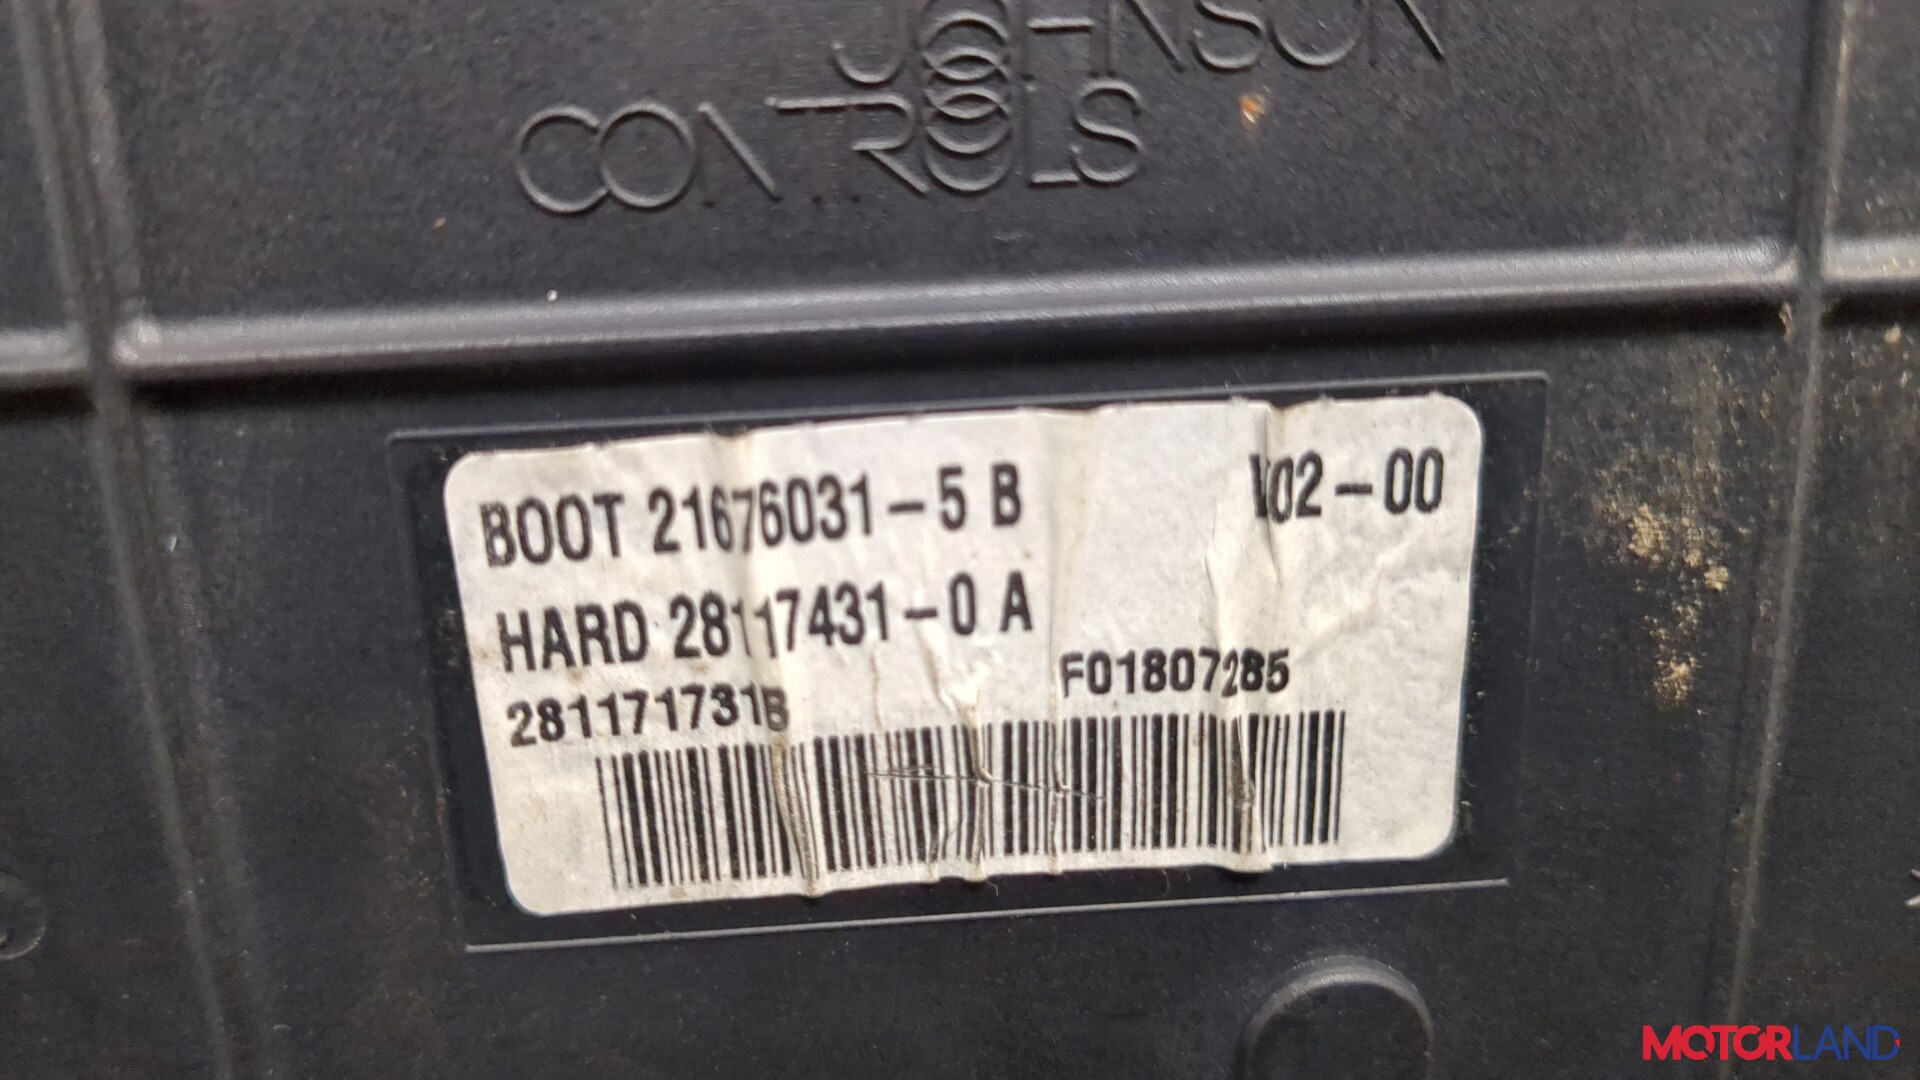 JOHNSON
CONTROLS
BOOT 21676031-5 B V02-00
HARD 28117431-0 A
281171731B F01807285
MOTORLAND